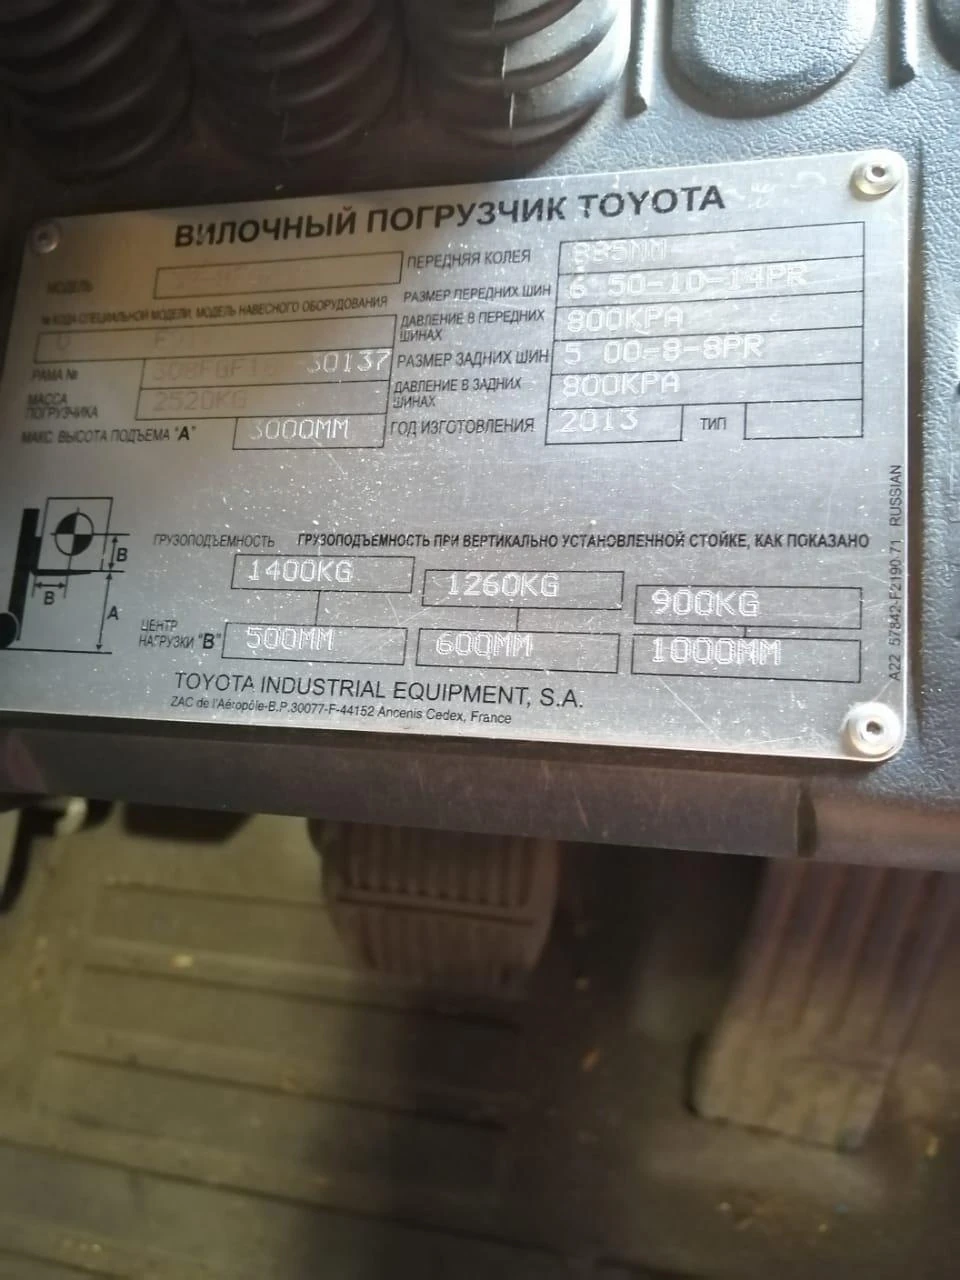 ВИЛОЧНЫЙ ПОГРУЗЧИК TOYOTA
МОДЕЛЬ
ПЕРЕДНЯЯ КОЛЕЯ 885MM
№ КОДА СПЕЦИАЛЬНОЙ МОДЕЛИ, МОДЕЛЬ НАВЕСНОГО ОБОРУДОВАНИЯ
РАЗМЕР ПЕРЕДНИХ ШИН 6 50-10-14PR
ДАВЛЕНИЕ В ПЕРЕДНИХ
ШИНАХ 800KPA
РАМА № 30137
РАЗМЕР ЗАДНИХ ШИН 5 00-8-8PR
МАССА
ПОГРУЗЧИКА 2520KG
ДАВЛЕНИЕ В ЗАДНИХ
ШИНАХ 800KPA
МАКС. ВЫСОТА ПОДЪЕМА "А" 3000MM
ГОД ИЗГОТОВЛЕНИЯ 2013 ТИП
ГРУЗОПОДЪЕМНОСТЬ ГРУЗОПОДЪЕМНОСТЬ ПРИ ВЕРТИКАЛЬНО УСТАНОВЛЕННОЙ СТОЙКЕ, КАК ПОКАЗАНО
1400KG 1260KG 900KG
B
B
A
ЦЕНТР
НАГРУЗКИ "В" 500MM 600MM 1000MM
TOYOTA INDUSTRIAL EQUIPMENT, S.A.
ZAC de l'Aéropôle-B.P.30077-F-44152 Ancenis Cedex, France
A22 57842-F2190-71 RUSSIAN